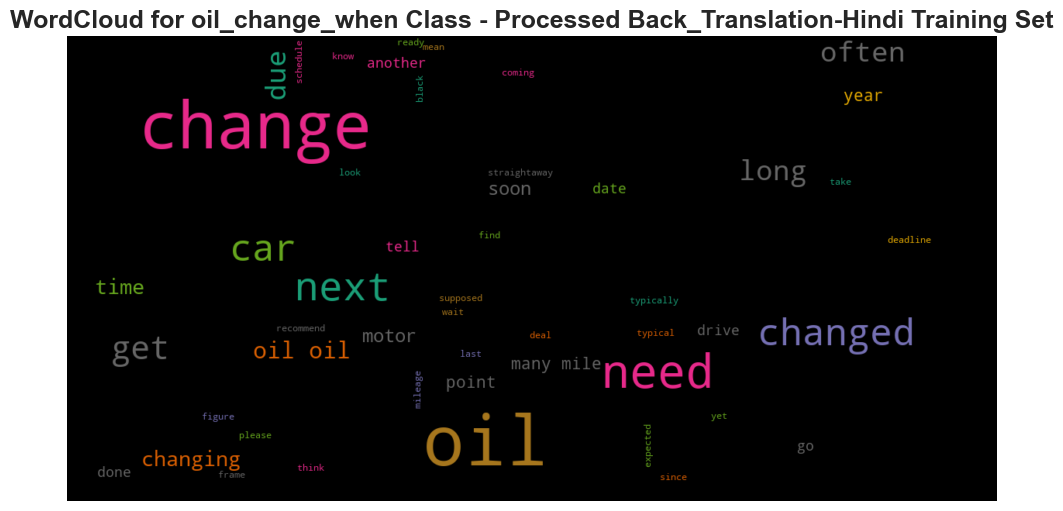 WordCloud for oil_change_when Class - Processed Back_Translation-Hindi Training Set
ready
mean
often
know
another
schedule
due
coming
black
year
change
look
straightaway
soon
date
long
take
find
deadline
car
tell
time
next
supposed
wait
typically
recommend
motor
deal
typical
drive
changed
get
oil oil
last
many mile
need
point
mileage
figure
please
oil
yet
expected
go
changing
done
frame
think
since